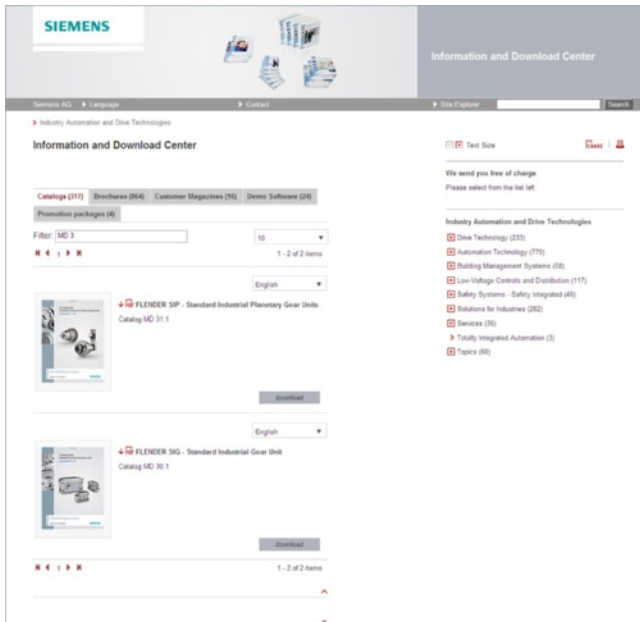 SIEMENS
Information and Download Center
Siemens AG
Language
Contact
Site Explorer
Search
Industry Automation and Drive Technologies
Information and Download Center
Text Size
We send you free of change
Please select from the list left.
Catalogs (317)
Brochures (864)
Customer Magazines (16)
Demo Software (24)
Promotion packages (4)
Filter: MD 3
10
1
1 - 2 of 2 items
English
FLENDER SIP - Standard Industrial Planetary Gear Units
Catalog MD 31.1
download
English
FLENDER SIG - Standard Industrial Gear Unit
Catalog MD 30.1
download
1
1 - 2 of 2 items
Industry Automation and Drive Technologies
Drive Technology (233)
Automation Technology (779)
Building Management Systems (58)
Low-Voltage Controls and Distribution (117)
Safety Systems - Safety Integrated (46)
Solutions for Industries (262)
Services (36)
Totally Integrated Automation (3)
Topics (60)